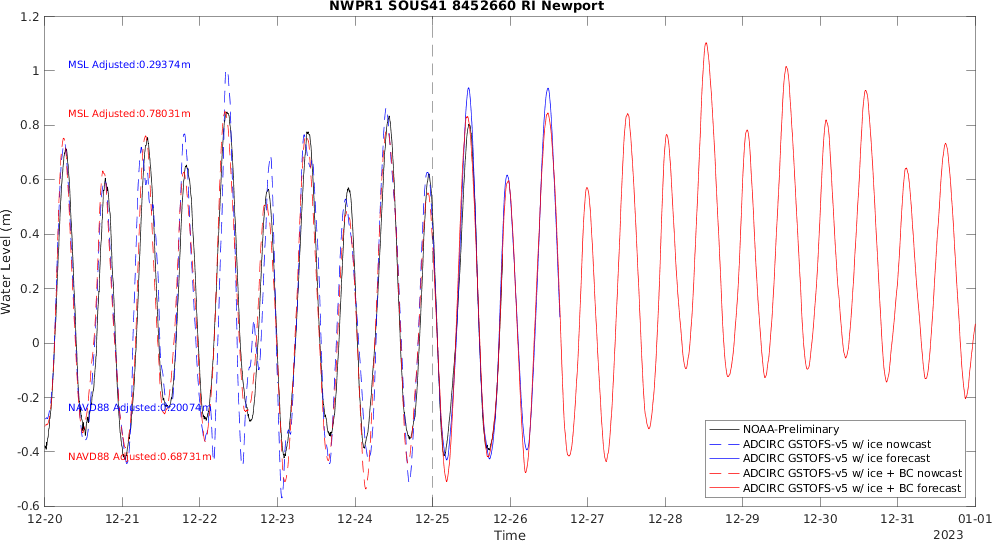 NWPR1 SOUS41 8452660 RI Newport
1.2
1
0.8
0.6
0.4
0.2
0
-0.2
-0.4
-0.6
Water Level (m)
MSL Adjusted:0.29374m
MSL Adjusted:0.78031m
NAVD88 Adjusted:0.20074m
NAVD88 Adjusted:0.68731m
NOAA-Preliminary
ADCIRC GSTOFS-v5 w/ ice nowcast
ADCIRC GSTOFS-v5 w/ ice forecast
ADCIRC GSTOFS-v5 w/ ice + BC nowcast
ADCIRC GSTOFS-v5 w/ ice + BC forecast
12-20 12-21 12-22 12-23 12-24 12-25 12-26 12-27 12-28 12-29 12-30 12-31 01-01
Time
2023